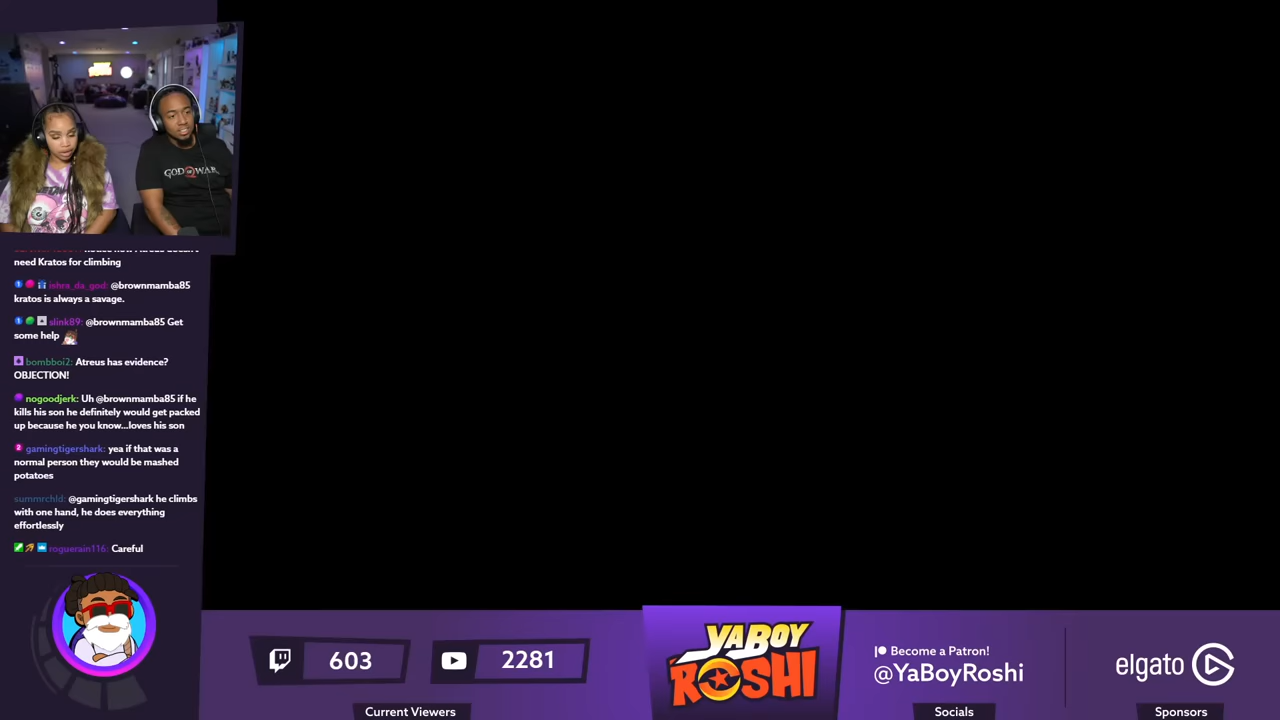 GOD OF WAR
need Kratos for climbing
ishra_da_god: @brownmamba85
kratos is always a savage.
slink89: @brownmamba85 Get
some help
bombboi2: Atreus has evidence?
OBJECTION!
nogoodjerk: Uh @brownmamba85 if he
kills his son he definitely would get packed
up because he you know...loves his son
2 gamingtigershark: yea if that was a
normal person they would be mashed
potatoes
summrchld: @gamingtigershark he climbs
with one hand, he does everything
effortlessly
roguerain116: Careful
603
2281
Current Viewers
YABOY
ROSHI
Become a Patron!
@YaBoyRoshi
Socials
elgato
Sponsors